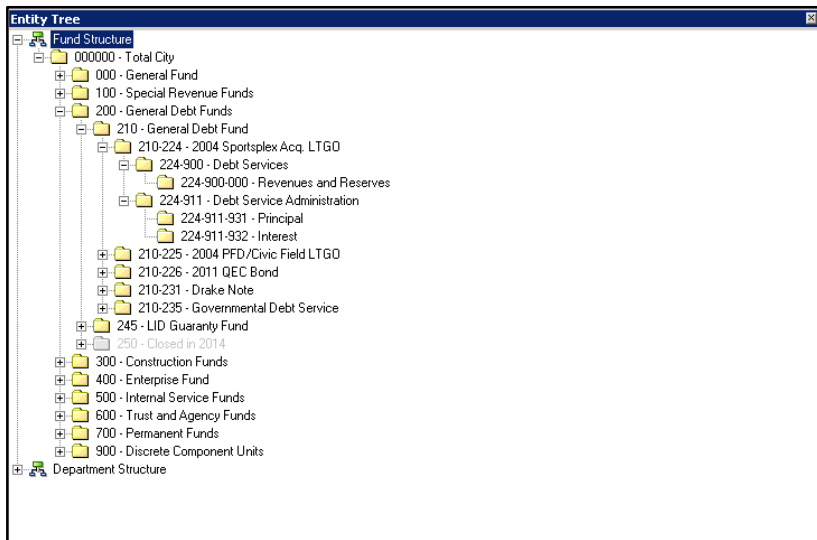 Entity Tree
Fund Structure
000000 - Total City
000 - General Fund
100 - Special Revenue Funds
200 - General Debt Funds
210 - General Debt Fund
210-224 - 2004 Sportsplex Acq. LTGO
224-900 - Debt Services
224-900-000 - Revenues and Reserves
224-911 - Debt Service Administration
224-911-931 - Principal
224-911-932 - Interest
210-225 - 2004 PFD/Civic Field LTGO
210-226 - 2011 QEC Bond
210-231 - Drake Note
210-235 - Governmental Debt Service
245 - LID Guaranty Fund
250 - Closed in 2014
300 - Construction Funds
400 - Enterprise Fund
500 - Internal Service Funds
600 - Trust and Agency Funds
700 - Permanent Funds
900 - Discrete Component Units
Department Structure